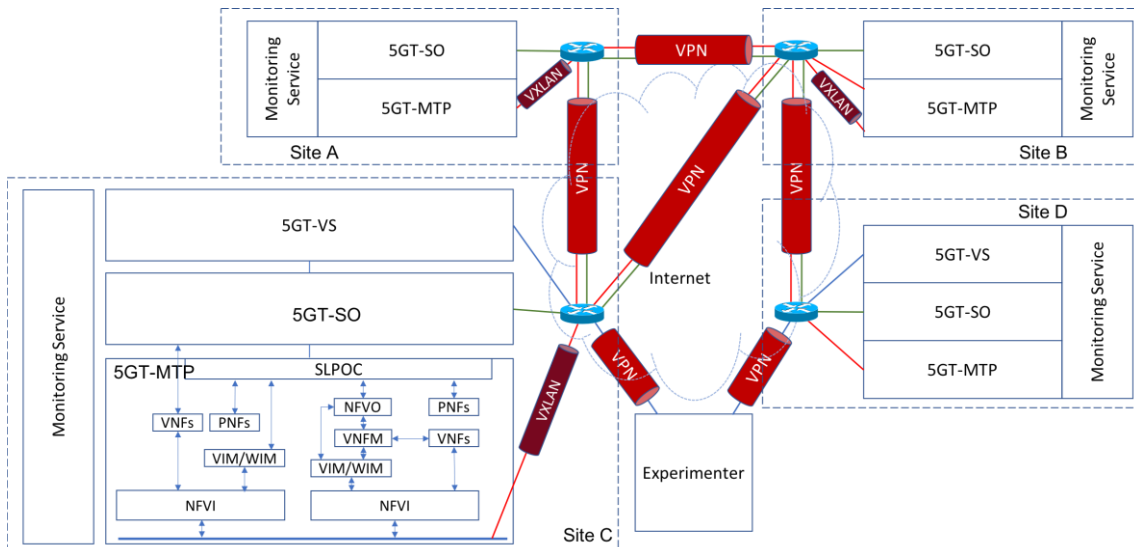 Monitoring Service
5GT-SO
5GT-MTP
VXLAN
Site A
VPN
5GT-SO
5GT-MTP
VXLAN
Monitoring Service
Site B
VPN
VPN
VPN
Internet
Monitoring Service
5GT-VS
5GT-SO
5GT-MTP
SLPOC
VNFs
PNFs
NFVO
PNFs
VNFM
VNFs
VIM/WIM
VIM/WIM
NFVI
NFVI
Site C
VXLAN
VPN
VPN
Experimenter
Site D
5GT-VS
5GT-SO
5GT-MTP
Monitoring Service